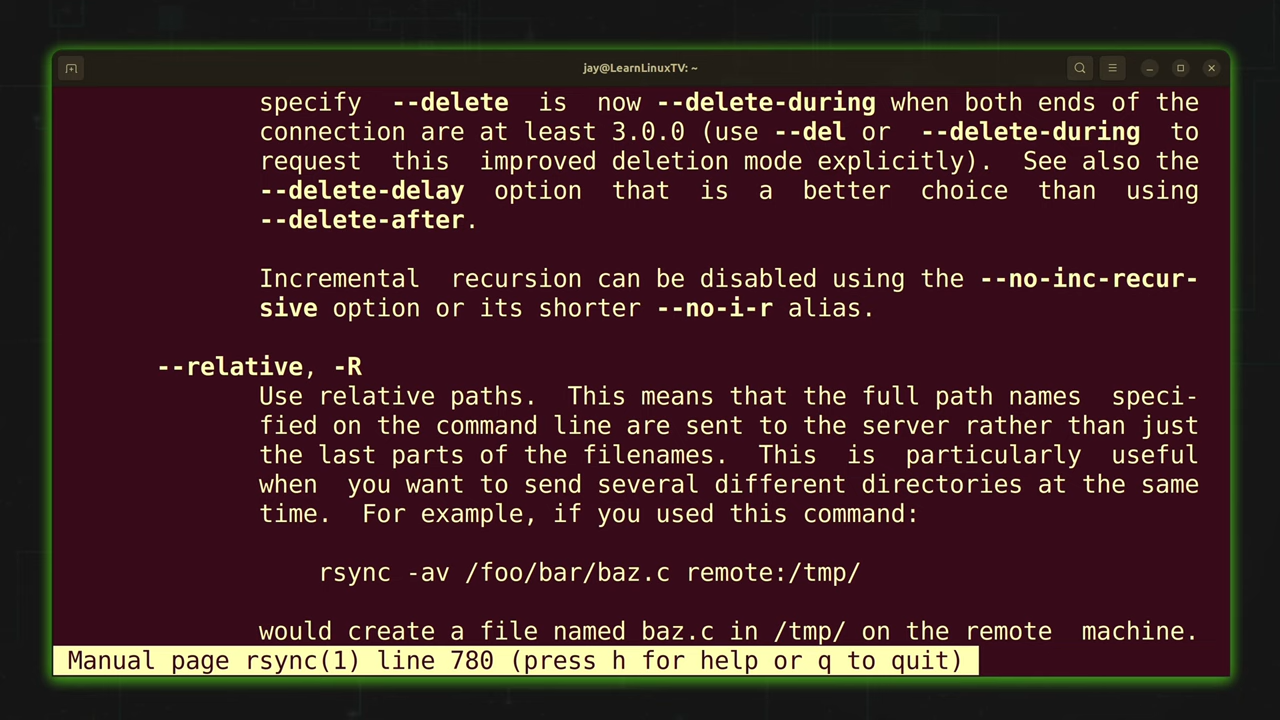 jay@LearnLinuxTV: ~
specify --delete is now --delete-during when both ends of the
connection are at least 3.0.0 (use --del or --delete-during to
request this improved deletion mode explicitly). See also the
--delete-delay option that is a better choice than using
--delete-after.
Incremental recursion can be disabled using the --no-inc-recur-
sive option or its shorter --no-i-r alias.
--relative, -R
Use relative paths. This means that the full path names speci-
fied on the command line are sent to the server rather than just
the last parts of the filenames. This is particularly useful
when you want to send several different directories at the same
time. For example, if you used this command:
rsync -av /foo/bar/baz.c remote:/tmp/
would create a file named baz.c in /tmp/ on the remote machine.
Manual page rsync(1) line 780 (press h for help or q to quit)